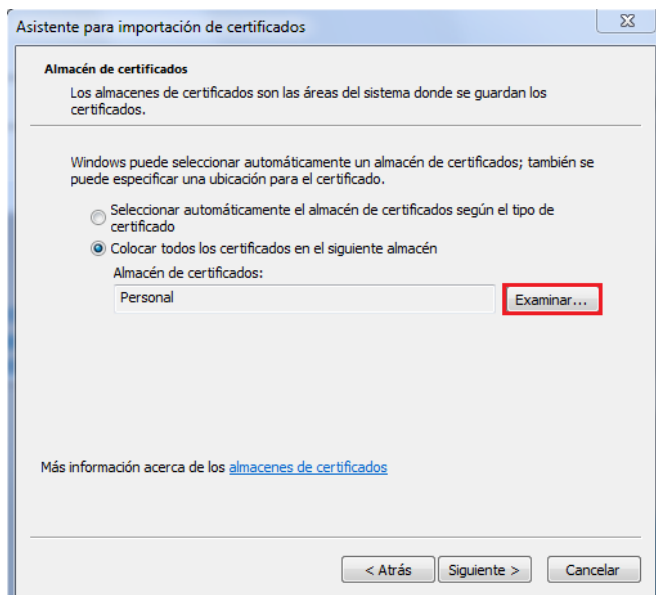 Asistente para importación de certificados
Almacén de certificados
Los almacenes de certificados son las áreas del sistema donde se guardan los
certificados.
Windows puede seleccionar automáticamente un almacén de certificados; también se
puede especificar una ubicación para el certificado.
Seleccionar automáticamente el almacén de certificados según el tipo de
certificado
Colocar todos los certificados en el siguiente almacén
Almacén de certificados:
Personal Examinar...
Más información acerca de los almacenes de certificados
< Atrás Siguiente > Cancelar